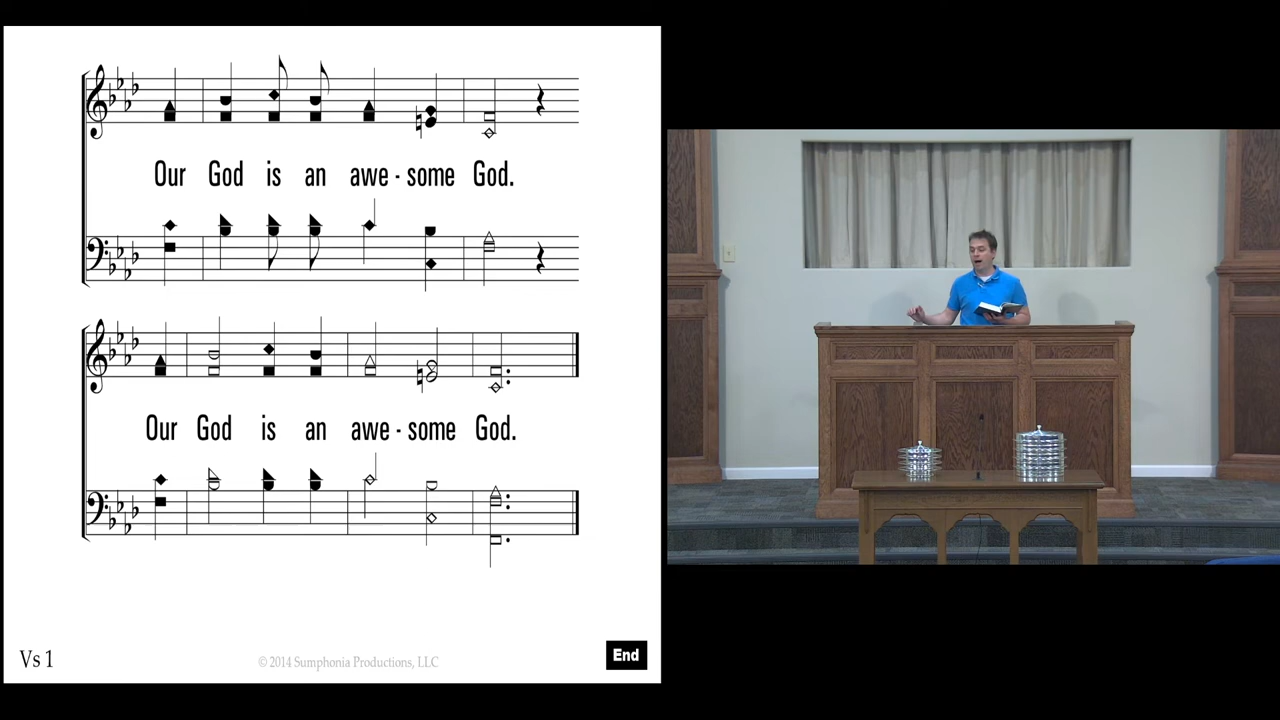 Our God is an awe - some God.
Our God is an awe - some God.
Vs 1
© 2014 Sumphonia Productions, LLC
End